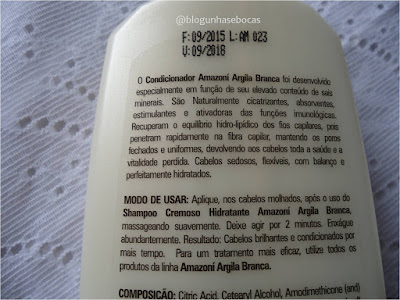 @blogunhasebocas
F:09/2015 L:AM 023
V:09/2018
O Condicionador Amazoni Argila Branca foi desenvolvido
especialmente em função de seu elevado conteúdo de sais
minerais. São Naturalmente cicatrizantes, absorventes,
estimulantes e ativadoras das funções imunológicas.
Recuperam o equilíbrio hidro-lipídico dos fios capilares, pois
penetram rapidamente na fibra capilar, mantendo os poros
fechados e uniformes, devolvendo aos cabelos toda a saúde e a
vitalidade perdida. Cabelos sedosos, flexíveis, com balanço e
perfeitamente hidratados.
MODO DE USAR: Aplique, nos cabelos molhados, após o uso do
Shampoo Cremoso Hidratante Amazoni Argila Branca,
massageando suavemente. Deixe agir por 2 minutos. Enxágue
abundantemente. Resultado: Cabelos brilhantes e condicionados por
mais tempo. Para um tratamento mais eficaz, utilize todos os
produtos da linha Amazoni Argila Branca.
COMPOSIÇÃO: Citric Acid, Cetearyl Alcohol, Amodimethicone (and)